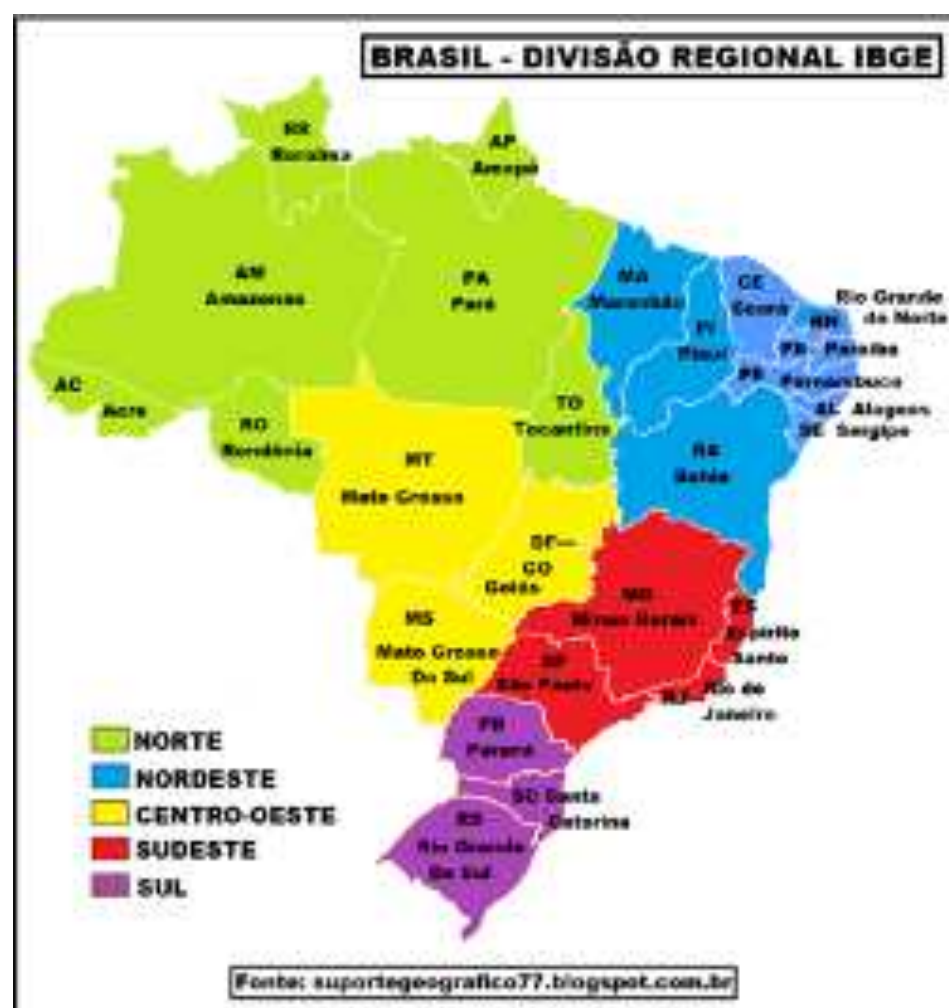 BRASIL - DIVISÃO REGIONAL IBGE
RR
Roraima
AP
Amapá
AM
Amazonas
PA
Pará
MA
Maranhão
CE
Ceará
Rio Grande
do Norte
RN
PI
Piauí
PB - Paraíba
PE
Pernambuco
AC
Acre
RO
Rondônia
TO
Tocantins
AL Alagoas
SE Sergipe
BA
Bahia
MT
Mato Grosso
GO
Goiás
MG
Minas Gerais
ES
Espírito
Santo
MS
Mato Grosso
Do Sul
SP
São Paulo
RJ
Rio de
Janeiro
PR
Paraná
SC Santa
Catarina
RS
Rio Grande
Do Sul
NORTE
NORDESTE
CENTRO-OESTE
SUDESTE
SUL
Fonte: suportegeografico77.blogspot.com.br